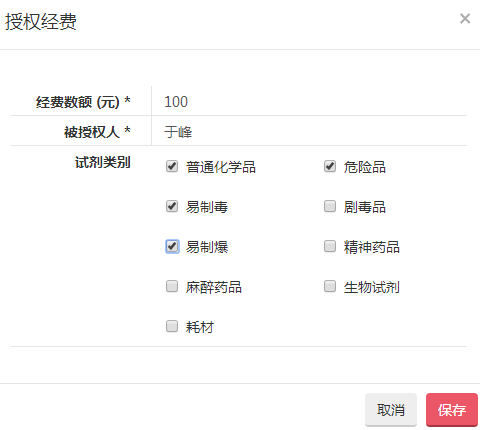 授权经费 ×
经费数额 (元) * 100
被授权人 * 于峰
试剂类别 普通化学品 危险品
易制毒 剧毒品
易制爆 精神药品
麻醉药品 生物试剂
耗材
取消 保存